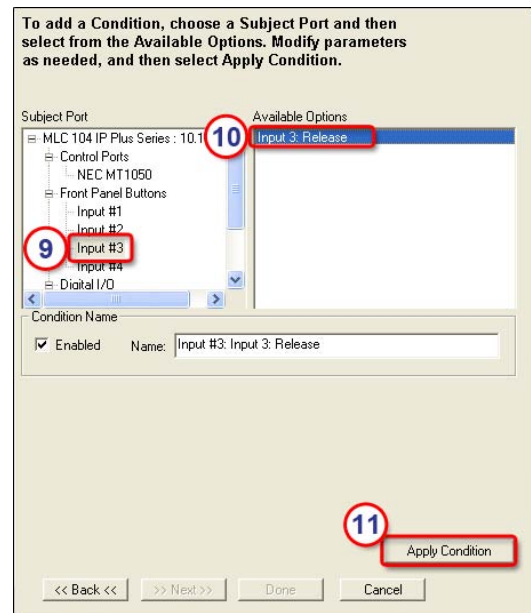 To add a Condition, choose a Subject Port and then
select from the Available Options. Modify parameters
as needed, and then select Apply Condition.
Subject Port
Available Options
MLC 104 IP Plus Series : 10.1
10
Input 3: Release
Control Ports
NEC MT1050
Front Panel Buttons
Input #1
Input #2
9
Input #3
Input #4
Digital I/O
Condition Name
Enabled
Name:
Input #3: Input 3: Release
11
Apply Condition
<< Back <<
>> Next >>
Done
Cancel